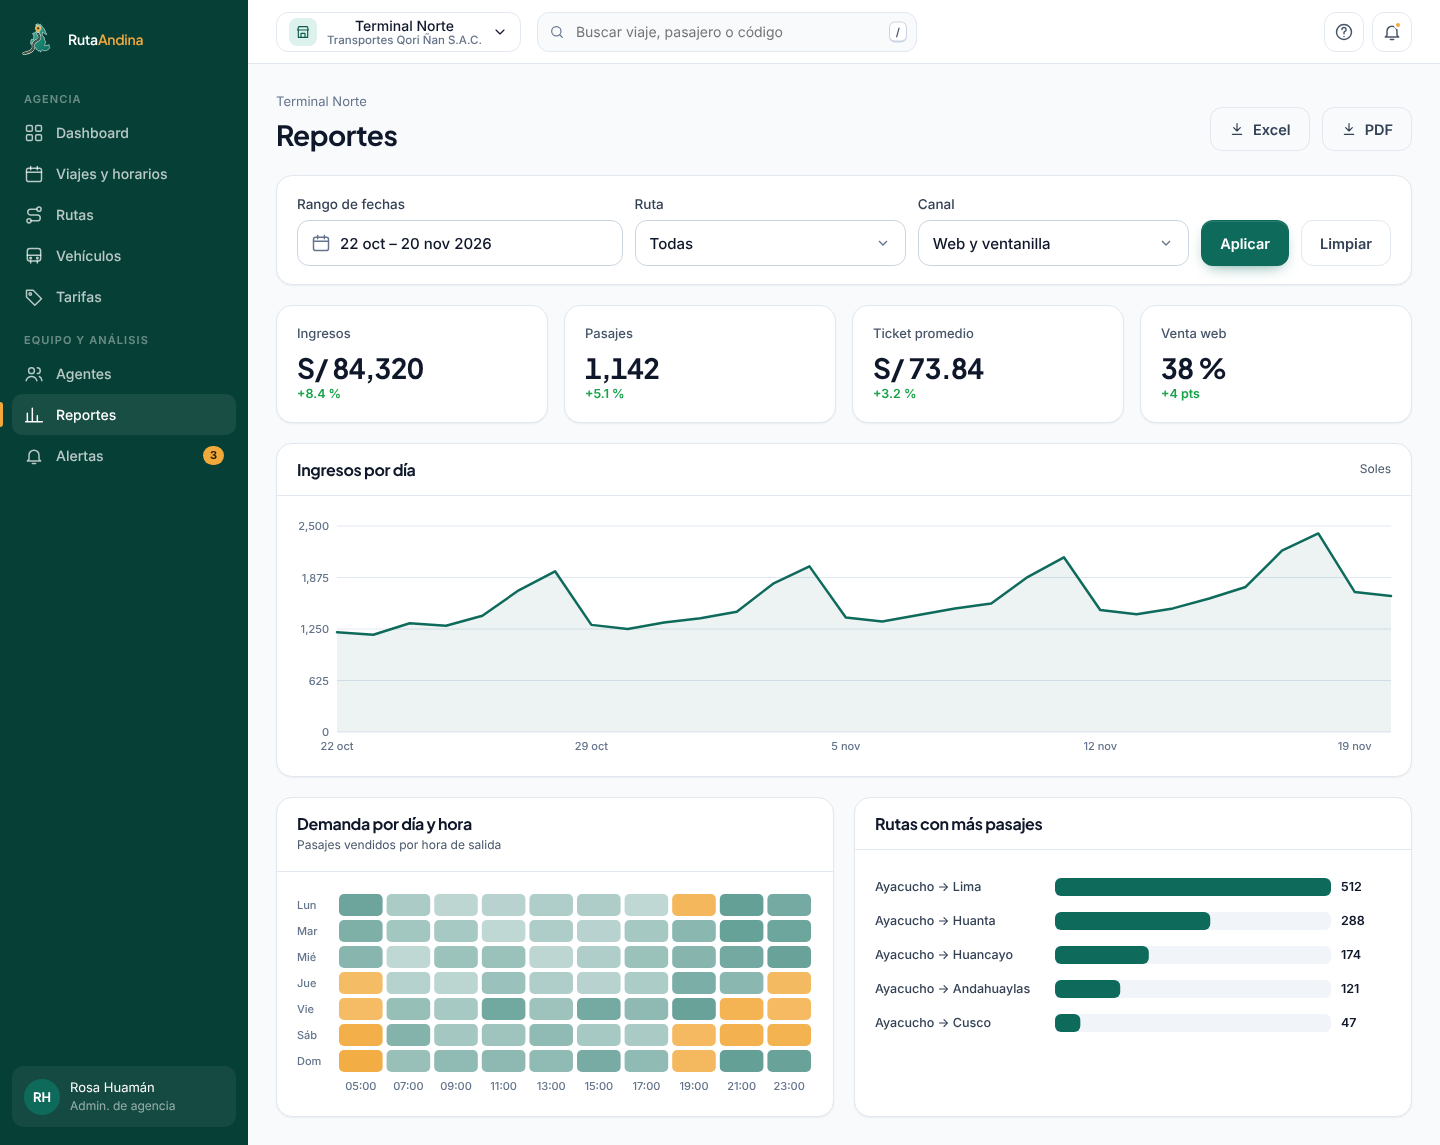 RutaAndina
AGENCIA
Dashboard
Viajes y horarios
Rutas
Vehículos
Tarifas
EQUIPO Y ANÁLISIS
Agentes
Reportes
Alertas 3
RH
Rosa Huamán
Admin. de agencia
Terminal Norte
Transportes Qori Ñan S.A.C.
Buscar viaje, pasajero o código /
Terminal Norte
Reportes
Excel PDF
Rango de fechas Ruta Canal
22 oct – 20 nov 2026 Todas Web y ventanilla Aplicar Limpiar
Ingresos
S/ 84,320
+8.4 %
Pasajes
1,142
+5.1 %
Ticket promedio
S/ 73.84
+3.2 %
Venta web
38 %
+4 pts
Ingresos por día Soles
2,500
1,875
1,250
625
0
22 oct 29 oct 5 nov 12 nov 19 nov
Demanda por día y hora
Pasajes vendidos por hora de salida
Lun
Mar
Mié
Jue
Vie
Sáb
Dom
05:00 07:00 09:00 11:00 13:00 15:00 17:00 19:00 21:00 23:00
Rutas con más pasajes
Ayacucho → Lima 512
Ayacucho → Huanta 288
Ayacucho → Huancayo 174
Ayacucho → Andahuaylas 121
Ayacucho → Cusco 47